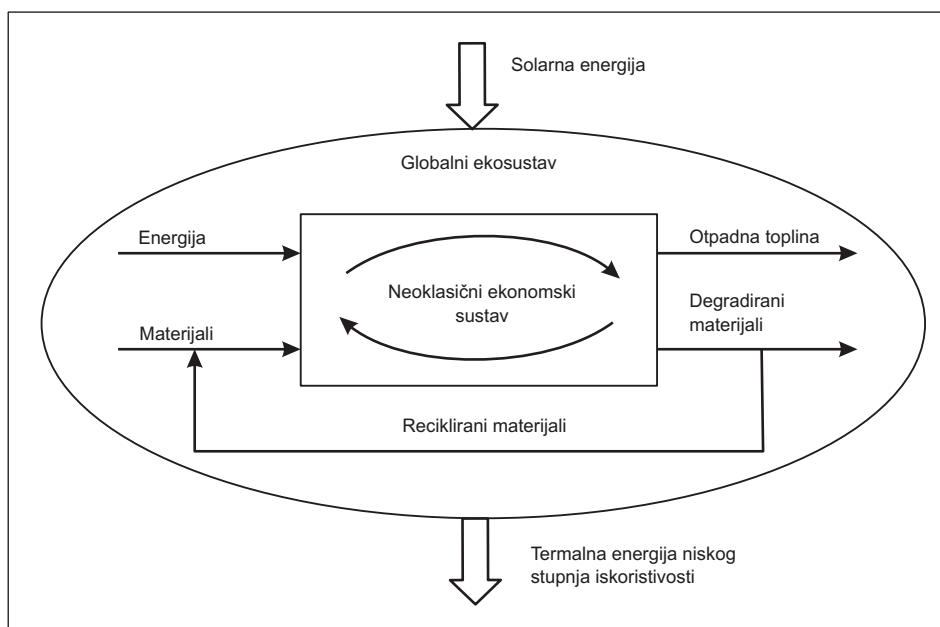 Solarna energija
Globalni ekosustav
Energija
Otpadna toplina
Neoklasični ekonomski
sustav
Degradirani
materijali
Materijali
Reciklirani materijali
Termalna energija niskog
stupnja iskoristivosti